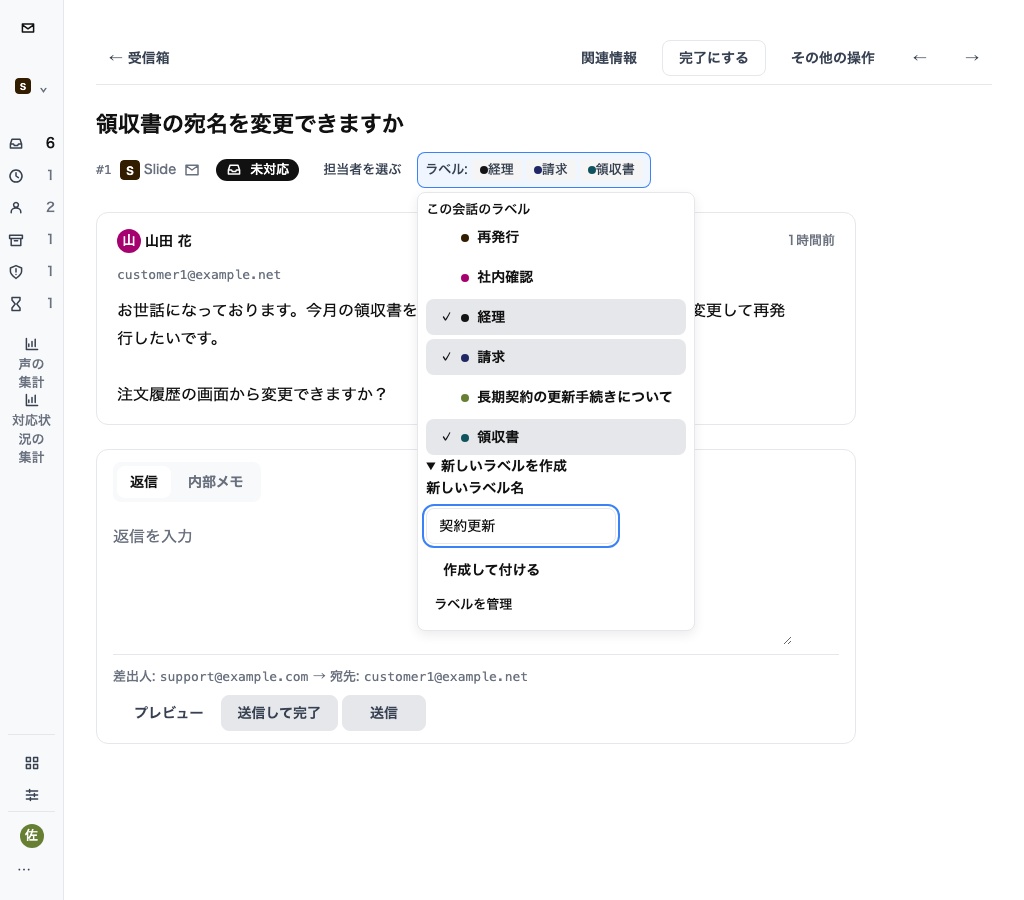 ← 受信箱 関連情報 完了にする その他の操作 ← →
領収書の宛名を変更できますか
#1 S Slide 未対応 担当者を選ぶ ラベル: 経理 請求 領収書
S
6
1
2
1
1
1
声の
集計
対応状
況の
集計
佐
…
山 山田 花 1時間前
customer1@example.net
お世話になっております。今月の領収書を
変更して再発
行したいです。
注文履歴の画面から変更できますか？
この会話のラベル
再発行
社内確認
✓ 経理
✓ 請求
長期契約の更新手続きについて
✓ 領収書
▼ 新しいラベルを作成
新しいラベル名
契約更新
作成して付ける
ラベルを管理
返信 内部メモ
返信を入力
差出人: support@example.com → 宛先: customer1@example.net
プレビュー 送信して完了 送信